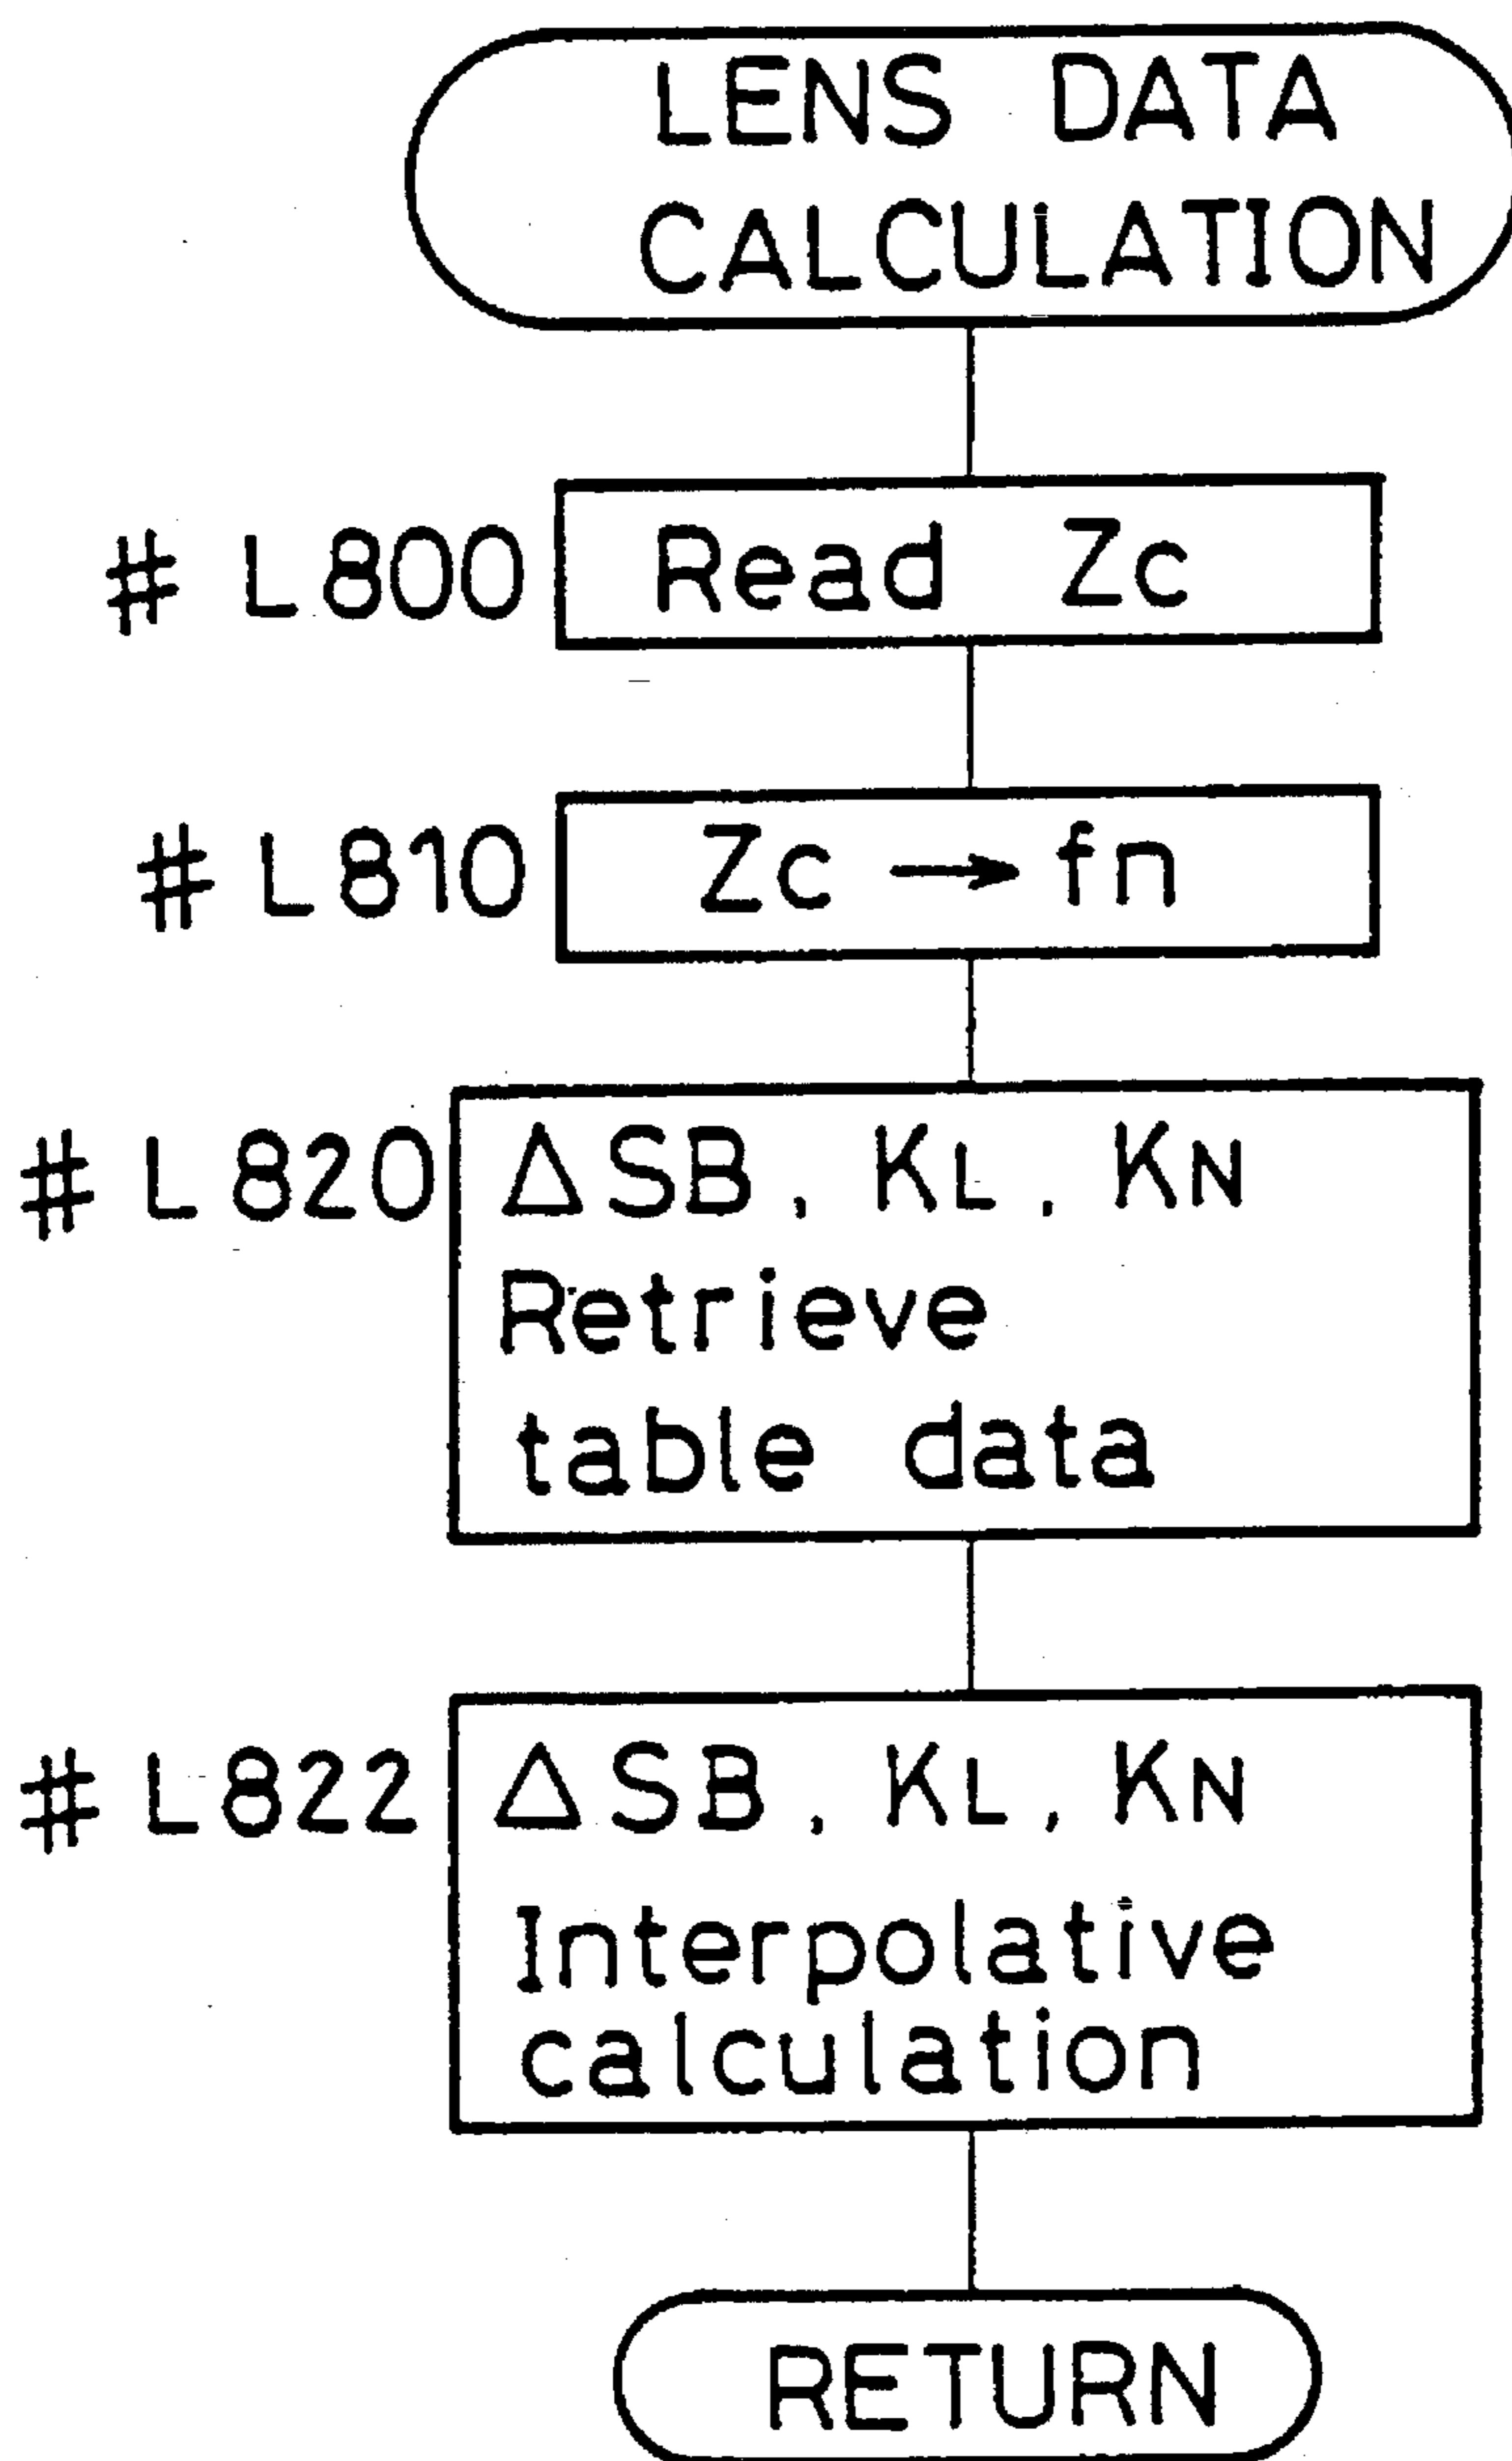 LENS DATA
CALCULATION
# L800 Read Zc
# L810 Zc → fn
# L820 ΔSB, KL, KN
Retrieve
table data
# L822 ΔSB, KL, KN
Interpolative
calculation
RETURN